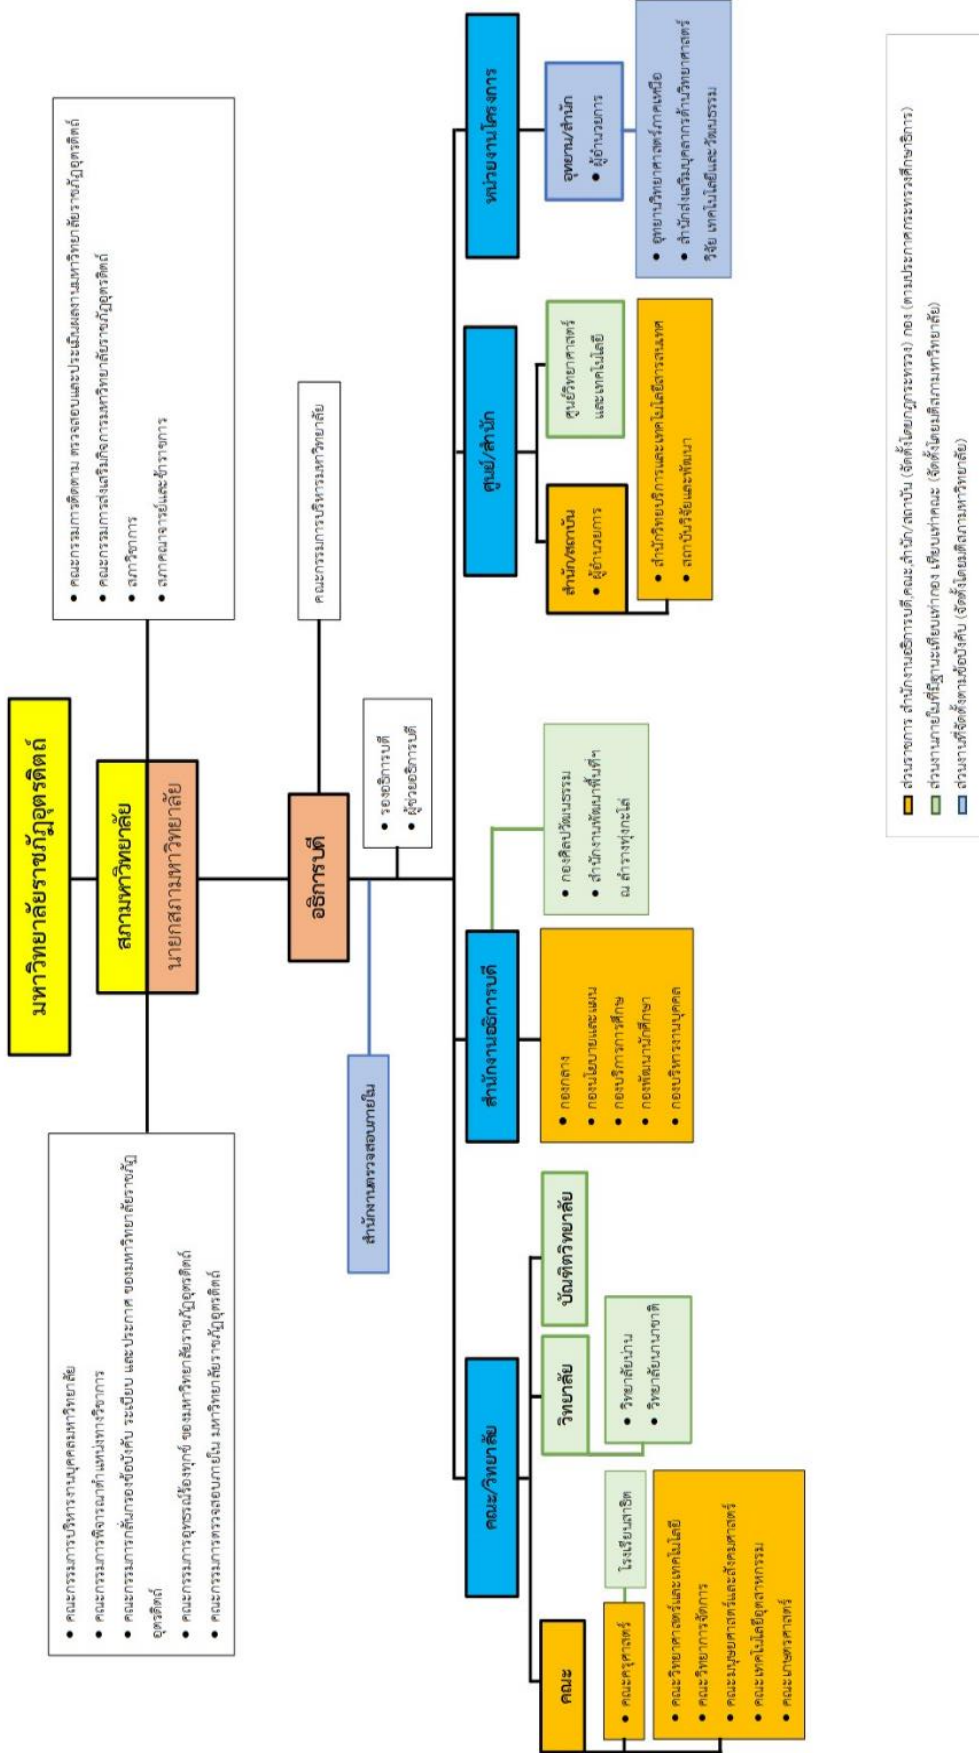 มหาวิทยาลัยราชภัฏอุตรดิตถ์
สภามหาวิทยาลัย
นายกสภามหาวิทยาลัย
• คณะกรรมการบริหารงานบุคคลมหาวิทยาลัย
• คณะกรรมการพิจารณาตำแหน่งทางวิชาการ
• คณะกรรมการกลั่นกรองข้อบังคับ ระเบียบ และประกาศ ของมหาวิทยาลัยราชภัฏ
อุตรดิตถ์
• คณะกรรมการอุทธรณ์ร้องทุกข์ ของมหาวิทยาลัยราชภัฏอุตรดิตถ์
• คณะกรรมการตรวจสอบภายใน มหาวิทยาลัยราชภัฏอุตรดิตถ์
• คณะกรรมการติดตาม ตรวจสอบและประเมินผลงานมหาวิทยาลัยราชภัฏอุตรดิตถ์
• คณะกรรมการส่งเสริมกิจการมหาวิทยาลัยราชภัฏอุตรดิตถ์
• สภาวิชาการ
• สภาคณาจารย์และข้าราชการ
อธิการบดี
คณะกรรมการบริหารมหาวิทยาลัย
สำนักงานตรวจสอบภายใน
• รองอธิการบดี
• ผู้ช่วยอธิการบดี
คณะ/วิทยาลัย
คณะ
• คณะครุศาสตร์
โรงเรียนสาธิต
• คณะวิทยาศาสตร์และเทคโนโลยี
• คณะวิทยาการจัดการ
• คณะมนุษยศาสตร์และสังคมศาสตร์
• คณะเทคโนโลยีอุตสาหกรรม
• คณะเกษตรศาสตร์
วิทยาลัย
• วิทยาลัยน่าน
• วิทยาลัยนานาชาติ
บัณฑิตวิทยาลัย
สำนักงานอธิการบดี
• กองกลาง
• กองนโยบายและแผน
• กองบริการการศึกษ
• กองพัฒนานักศึกษา
• กองบริหารงานบุคคล
• กองศิลปวัฒนธรรม
• สำนักงานพัฒนาพื้นที่ฯ
ณ ลำรางทุ่งกะโล่
ศูนย์/สำนัก
สำนัก/สถาบัน
• ผู้อำนวยการ
• สำนักวิทยบริการและเทคโนโลยีสารสนเทศ
• สถาบันวิจัยและพัฒนา
ศูนย์วิทยาศาสตร์
และเทคโนโลยี
หน่วยงานโครงการ
อุทยาน/สำนัก
• ผู้อำนวยการ
• อุทยานวิทยาศาสตร์ภาคเหนือ
• สำนักส่งเสริมบุคลากรด้านวิทยาศาสตร์
วิจัย เทคโนโลยีและวัฒนธรรม
ส่วนราชการ สำนักงานอธิการบดี,คณะ,สำนัก/สถาบัน (จัดตั้งโดยกฎกระทรวง) กอง (ตามประกาศกระทรวงศึกษาธิการ)
ส่วนงานภายในที่มีฐานะเทียบเท่ากอง เทียบเท่าคณะ (จัดตั้งโดยมติสภามหาวิทยาลัย)
ส่วนงานที่จัดตั้งตามข้อบังคับ (จัดตั้งโดยมติสภามหาวิทยาลัย)